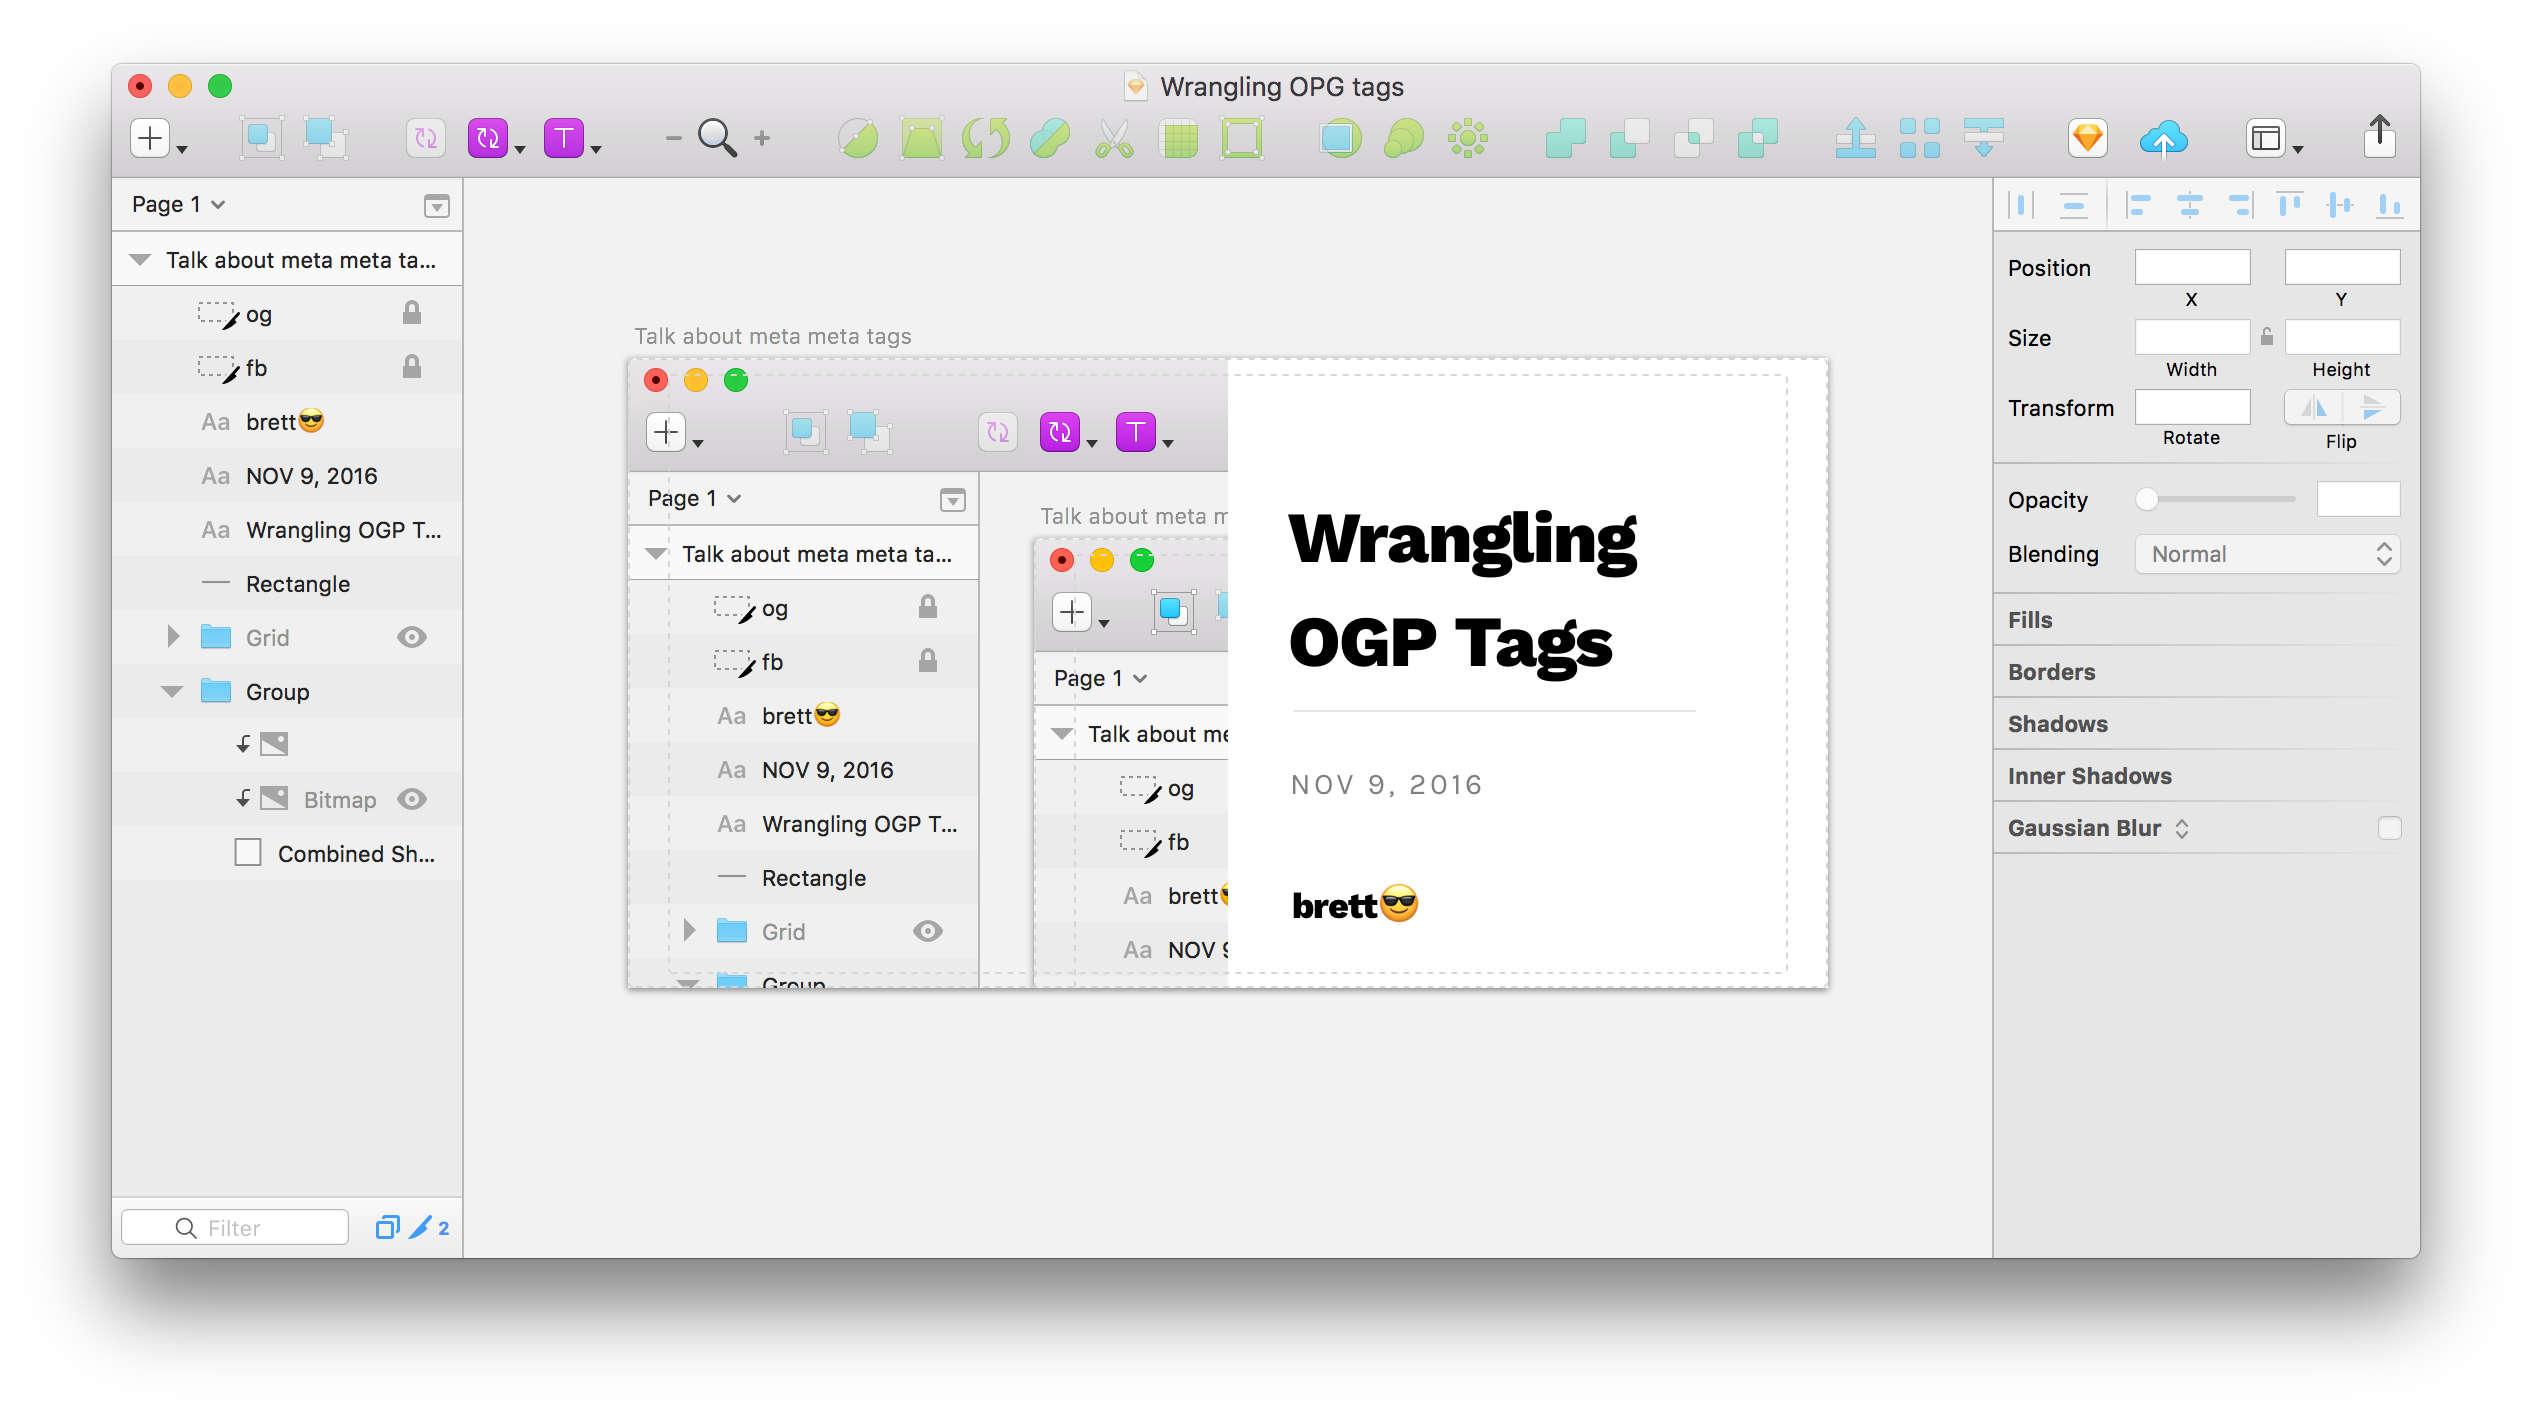 Wrangling OPG tags
Page 1
Talk about meta meta ta...
og
fb
Aa brett😎
Aa NOV 9, 2016
Aa Wrangling OGP T...
Rectangle
Grid
Group
Bitmap
Combined Sh...
Filter
2
Talk about meta meta tags
Page 1
Talk about meta meta ta...
og
fb
Aa brett😎
Aa NOV 9, 2016
Aa Wrangling OGP T...
Rectangle
Grid
Group
Talk about meta m
Page 1
Talk about me
og
fb
Aa brett
Aa NOV 9
Wrangling
OGP Tags
NOV 9, 2016
brett😎
Position
X Y
Size
Width Height
Transform
Rotate Flip
Opacity
Blending Normal
Fills
Borders
Shadows
Inner Shadows
Gaussian Blur